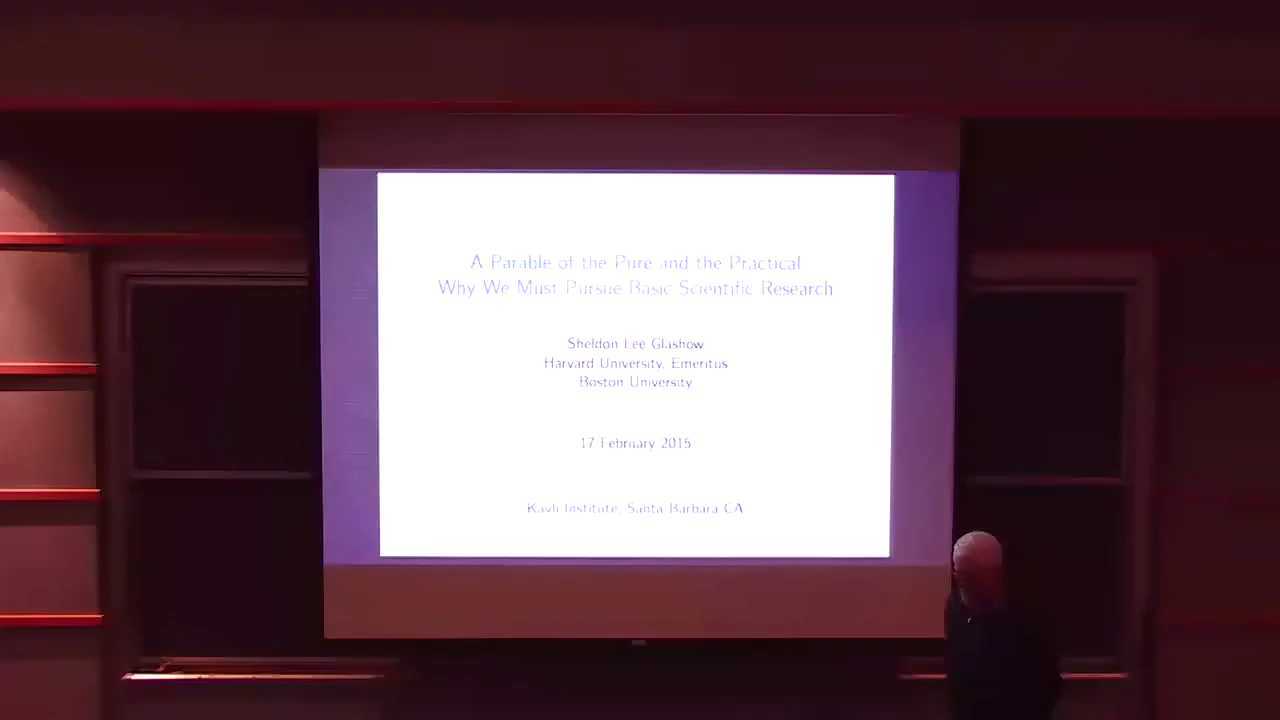 A Parable of the Pure and the Practical
Why We Must Pursue Basic Scientific Research
Sheldon Lee Glashow
Harvard University, Emeritus
Boston University
17 February 2015
Kavli Institute, Santa Barbara CA